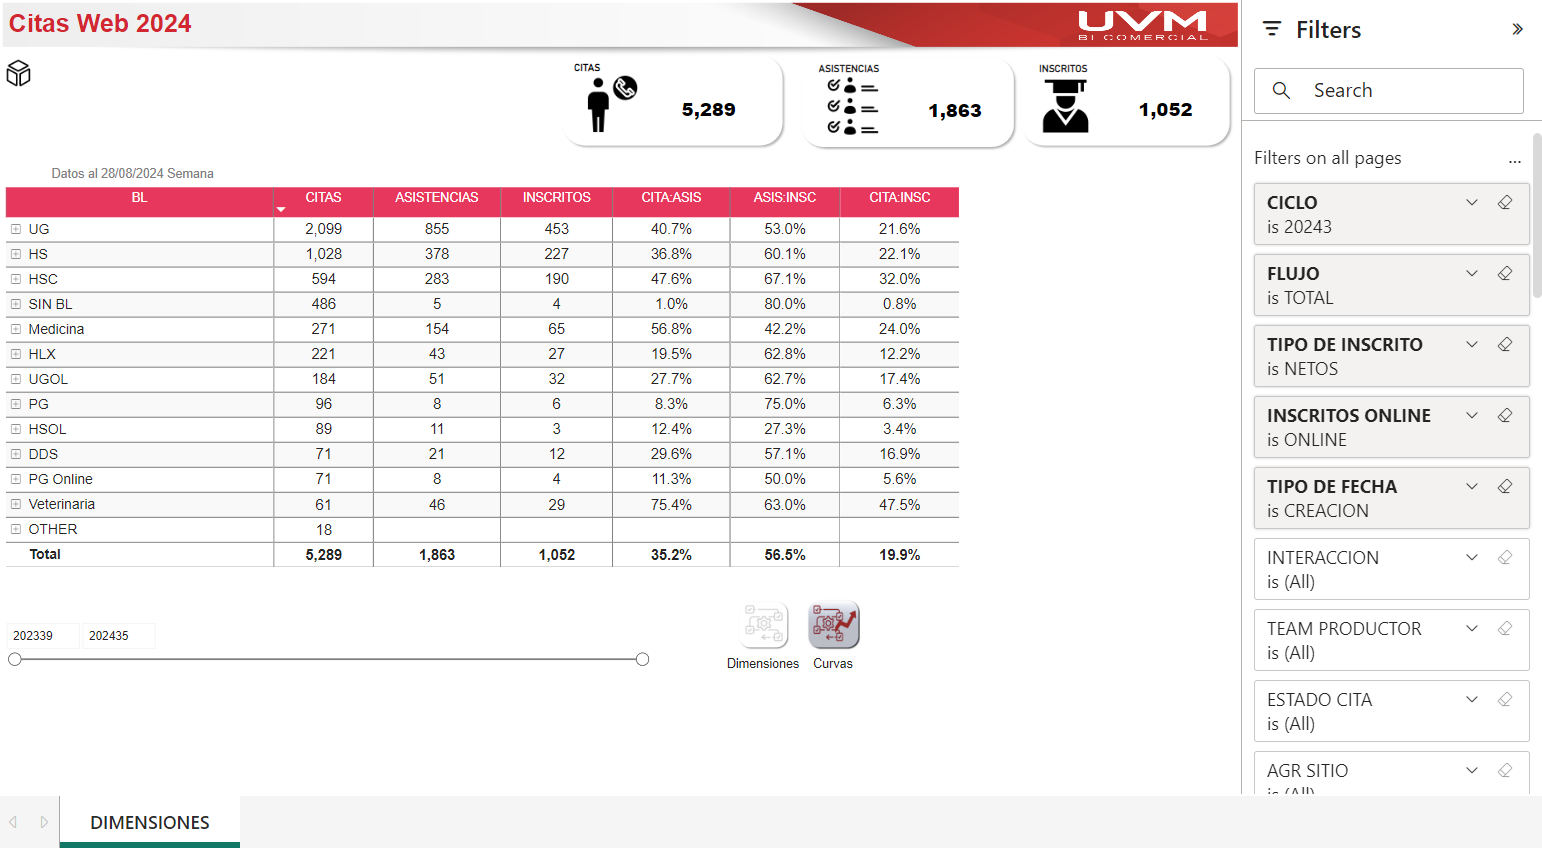 Citas Web 2024
UVM
BI COMERCIAL
CITAS
5,289
ASISTENCIAS
1,863
INSCRITOS
1,052
Datos al 28/08/2024 Semana
BL CITAS ASISTENCIAS INSCRITOS CITA:ASIS ASIS:INSC CITA:INSC
UG 2,099 855 453 40.7% 53.0% 21.6%
HS 1,028 378 227 36.8% 60.1% 22.1%
HSC 594 283 190 47.6% 67.1% 32.0%
SIN BL 486 5 4 1.0% 80.0% 0.8%
Medicina 271 154 65 56.8% 42.2% 24.0%
HLX 221 43 27 19.5% 62.8% 12.2%
UGOL 184 51 32 27.7% 62.7% 17.4%
PG 96 8 6 8.3% 75.0% 6.3%
HSOL 89 11 3 12.4% 27.3% 3.4%
DDS 71 21 12 29.6% 57.1% 16.9%
PG Online 71 8 4 11.3% 50.0% 5.6%
Veterinaria 61 46 29 75.4% 63.0% 47.5%
OTHER 18
Total 5,289 1,863 1,052 35.2% 56.5% 19.9%
202339 202435
Dimensiones Curvas
DIMENSIONES
Filters
Search
Filters on all pages ...
CICLO
is 20243
FLUJO
is TOTAL
TIPO DE INSCRITO
is NETOS
INSCRITOS ONLINE
is ONLINE
TIPO DE FECHA
is CREACION
INTERACCION
is (All)
TEAM PRODUCTOR
is (All)
ESTADO CITA
is (All)
AGR SITIO
is (All)